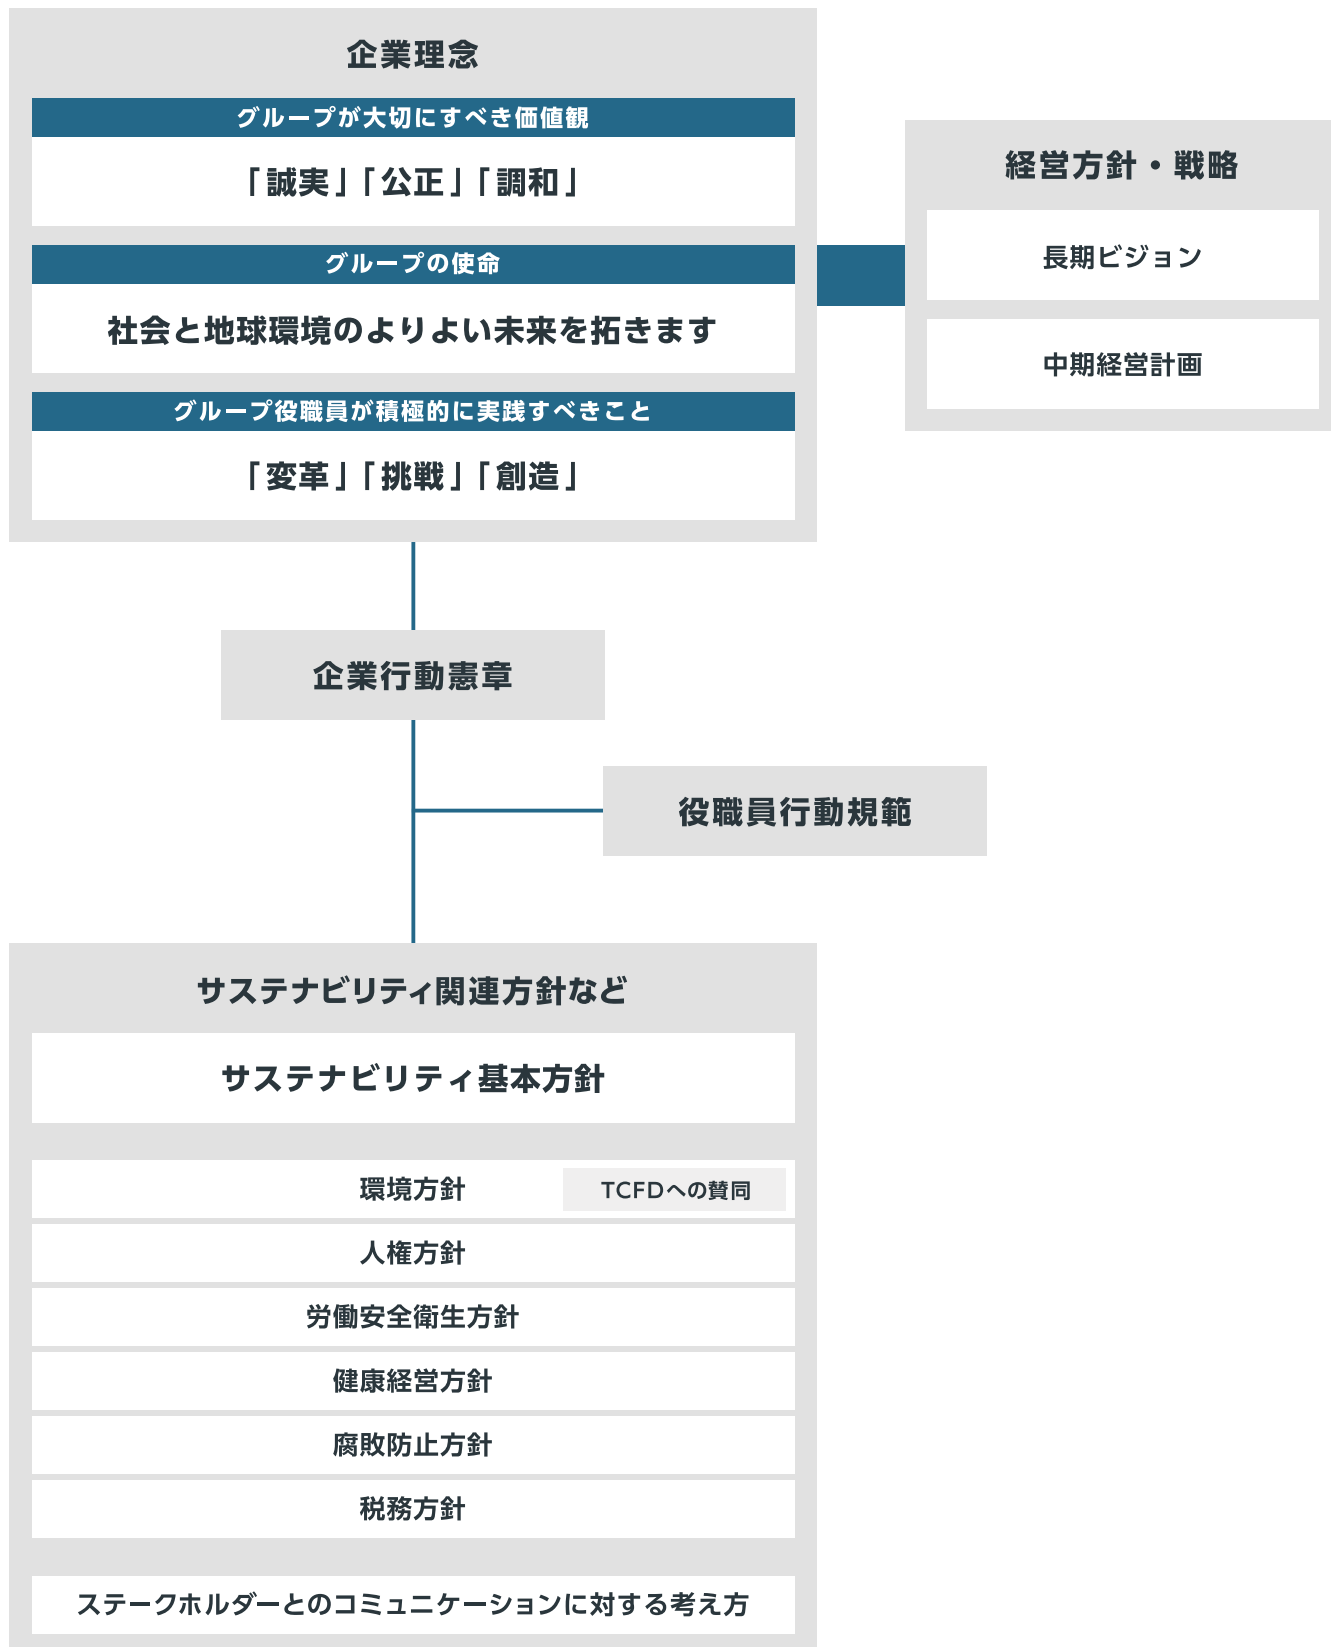 企業理念
グループが大切にすべき価値観
「誠実」「公正」「調和」
グループの使命
社会と地球環境のよりよい未来を拓きます
グループ役職員が積極的に実践すべきこと
「変革」「挑戦」「創造」
経営方針・戦略
長期ビジョン
中期経営計画
企業行動憲章
役職員行動規範
サステナビリティ関連方針など
サステナビリティ基本方針
環境方針
TCFDへの賛同
人権方針
労働安全衛生方針
健康経営方針
腐敗防止方針
税務方針
ステークホルダーとのコミュニケーションに対する考え方